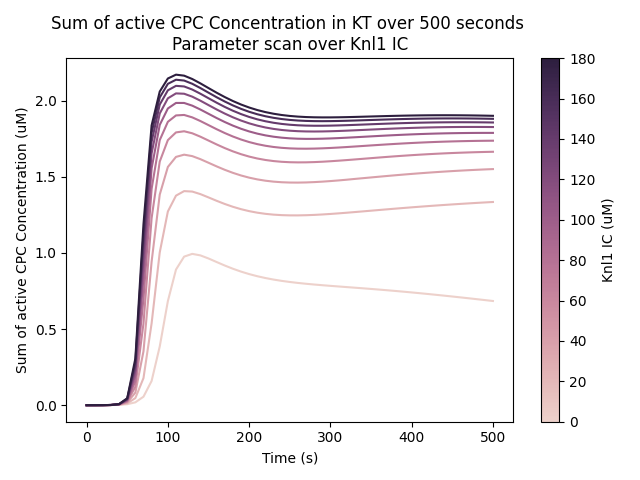 Sum of active CPC Concentration in KT over 500 seconds
Parameter scan over Knl1 IC
Sum of active CPC Concentration (uM)
2.0
1.5
1.0
0.5
0.0
0 100 200 300 400 500
Time (s)
180
160
140
120
100
80
60
40
20
0
Knl1 IC (uM)